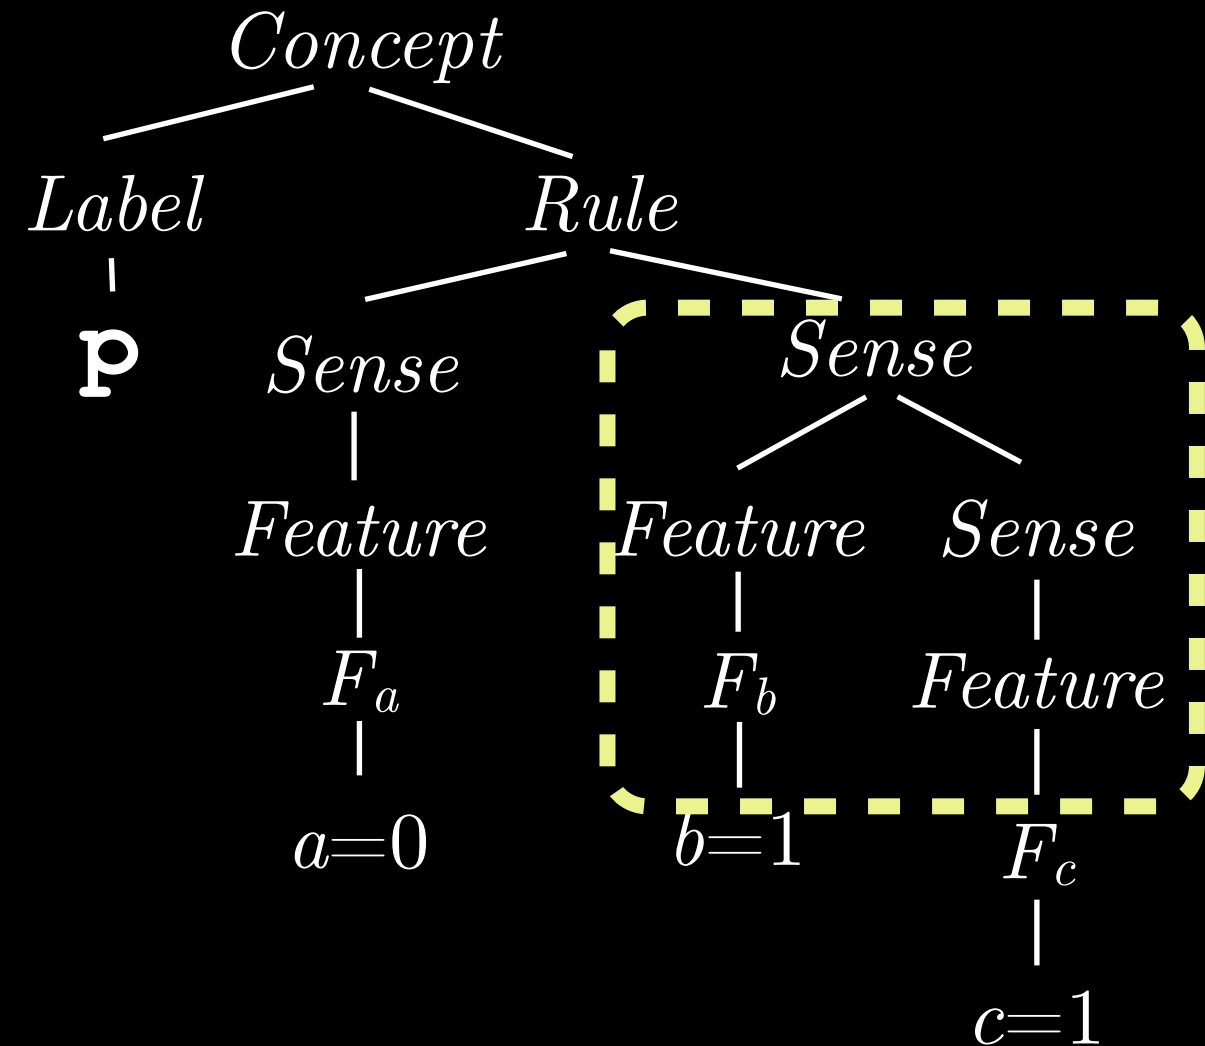 Concept
Label Rule
p Sense Sense
Feature Feature Sense
F_a F_b Feature
a=0 b=1 F_c
c=1